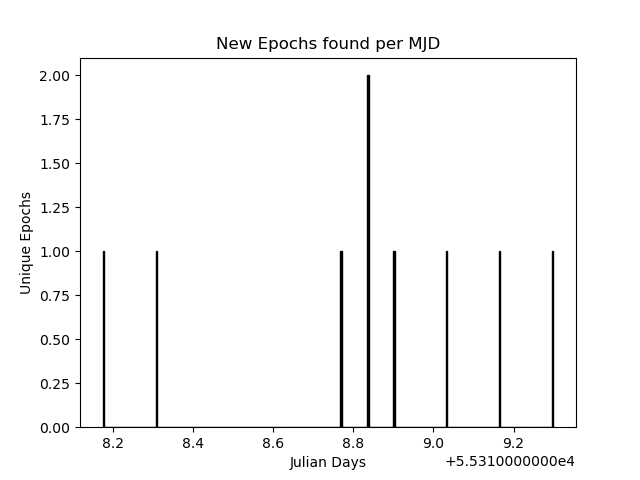 New Epochs found per MJD
2.00
1.75
1.50
1.25
1.00
0.75
0.50
0.25
0.00
Unique Epochs
8.2 8.4 8.6 8.8 9.0 9.2
Julian Days
+5.5310000000e4